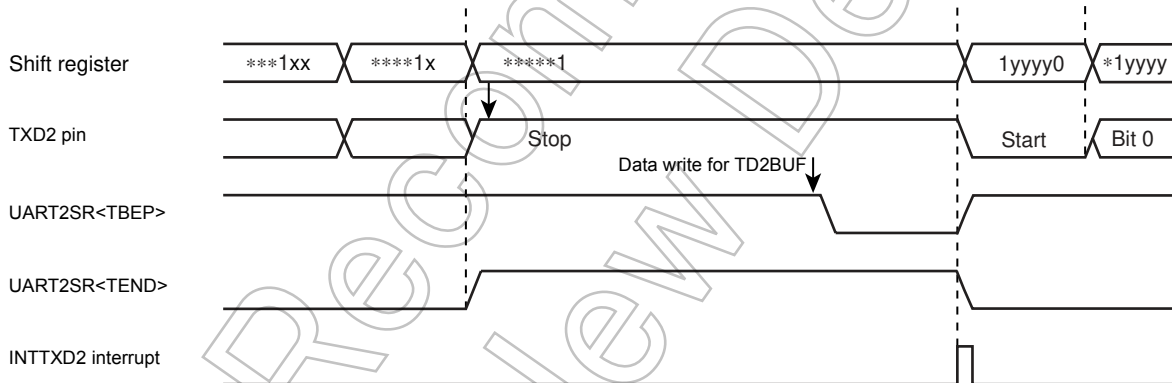 Shift register ***1xx ****1x *****1 1yyyy0 *1yyyy
TXD2 pin Stop Start Bit 0
Data write for TD2BUF
UART2SR<TBEP>
UART2SR<TEND>
INTTXD2 interrupt